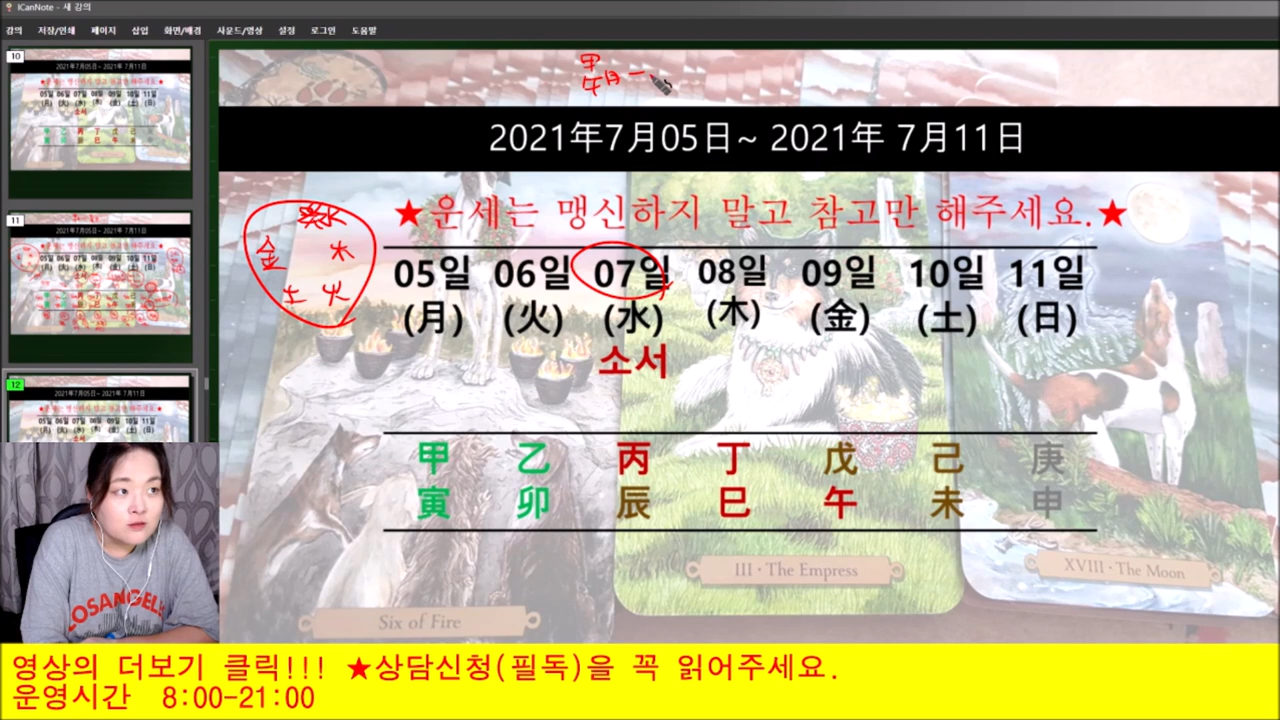 ICanNote - 새 강의
강의 저장/인쇄 페이지 삽입 화면/배경 사운드/영상 설정 로그인 도움말
10
11
12
2021年7月05日~ 2021年 7月11日
★운세는 맹신하지 말고 참고만 해주세요.★
水
金 木
土 火
05일 06일 07일 08일 09일 10일 11일
(月) (火) (水) (木) (金) (土) (日)
소서
甲 乙 丙 丁 戊 己 庚
寅 卯 辰 巳 午 未 申
Six of Fire
III · The Empress
XVIII · The Moon
LOS ANGELES
영상의 더보기 클릭!!! ★상담신청(필독)을 꼭 읽어주세요.
운영시간 8:00-21:00